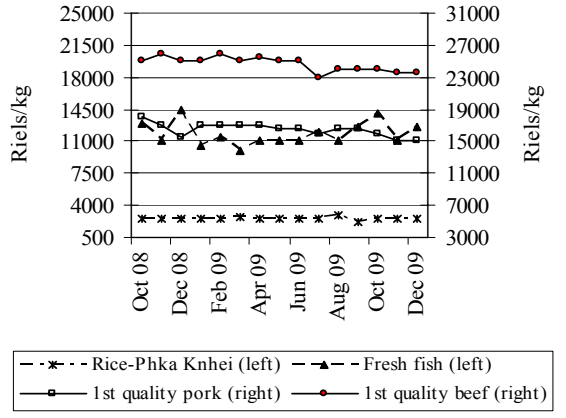 25000 31000
21500 27000
18000 23000
14500 19000
11000 15000
7500 11000
4000 7000
500 3000
Riels/kg
Riels/kg
Oct 08 Dec 08 Feb 09 Apr 09 Jun 09 Aug 09 Oct 09 Dec 09
Rice-Phka Knhei (left) Fresh fish (left)
1st quality pork (right) 1st quality beef (right)